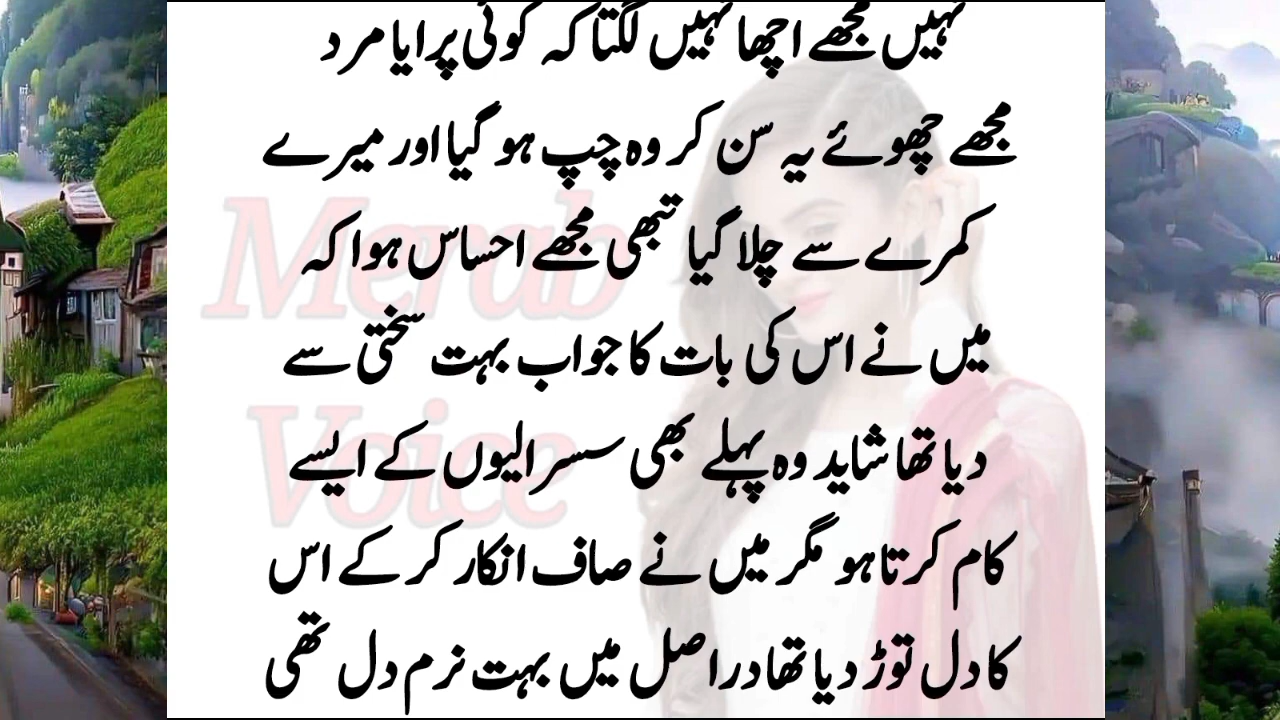 نہیں مجھے اچھا نہیں لگتا کہ کوئی پرایا مرد
مجھے چھوئے یہ سن کر وہ چپ ہو گیا اور میرے
کمرے سے چلا گیا تبھی مجھے احساس ہوا کہ
میں نے اس کی بات کا جواب بہت سختی سے
دیا تھا شاید وہ پہلے بھی سسرالیوں کے ایسے
کام کرتا ہو مگر میں نے صاف انکار کر کے اس
کا دل توڑ دیا تھا دراصل میں بہت نرم دل تھی
Merab
Voice